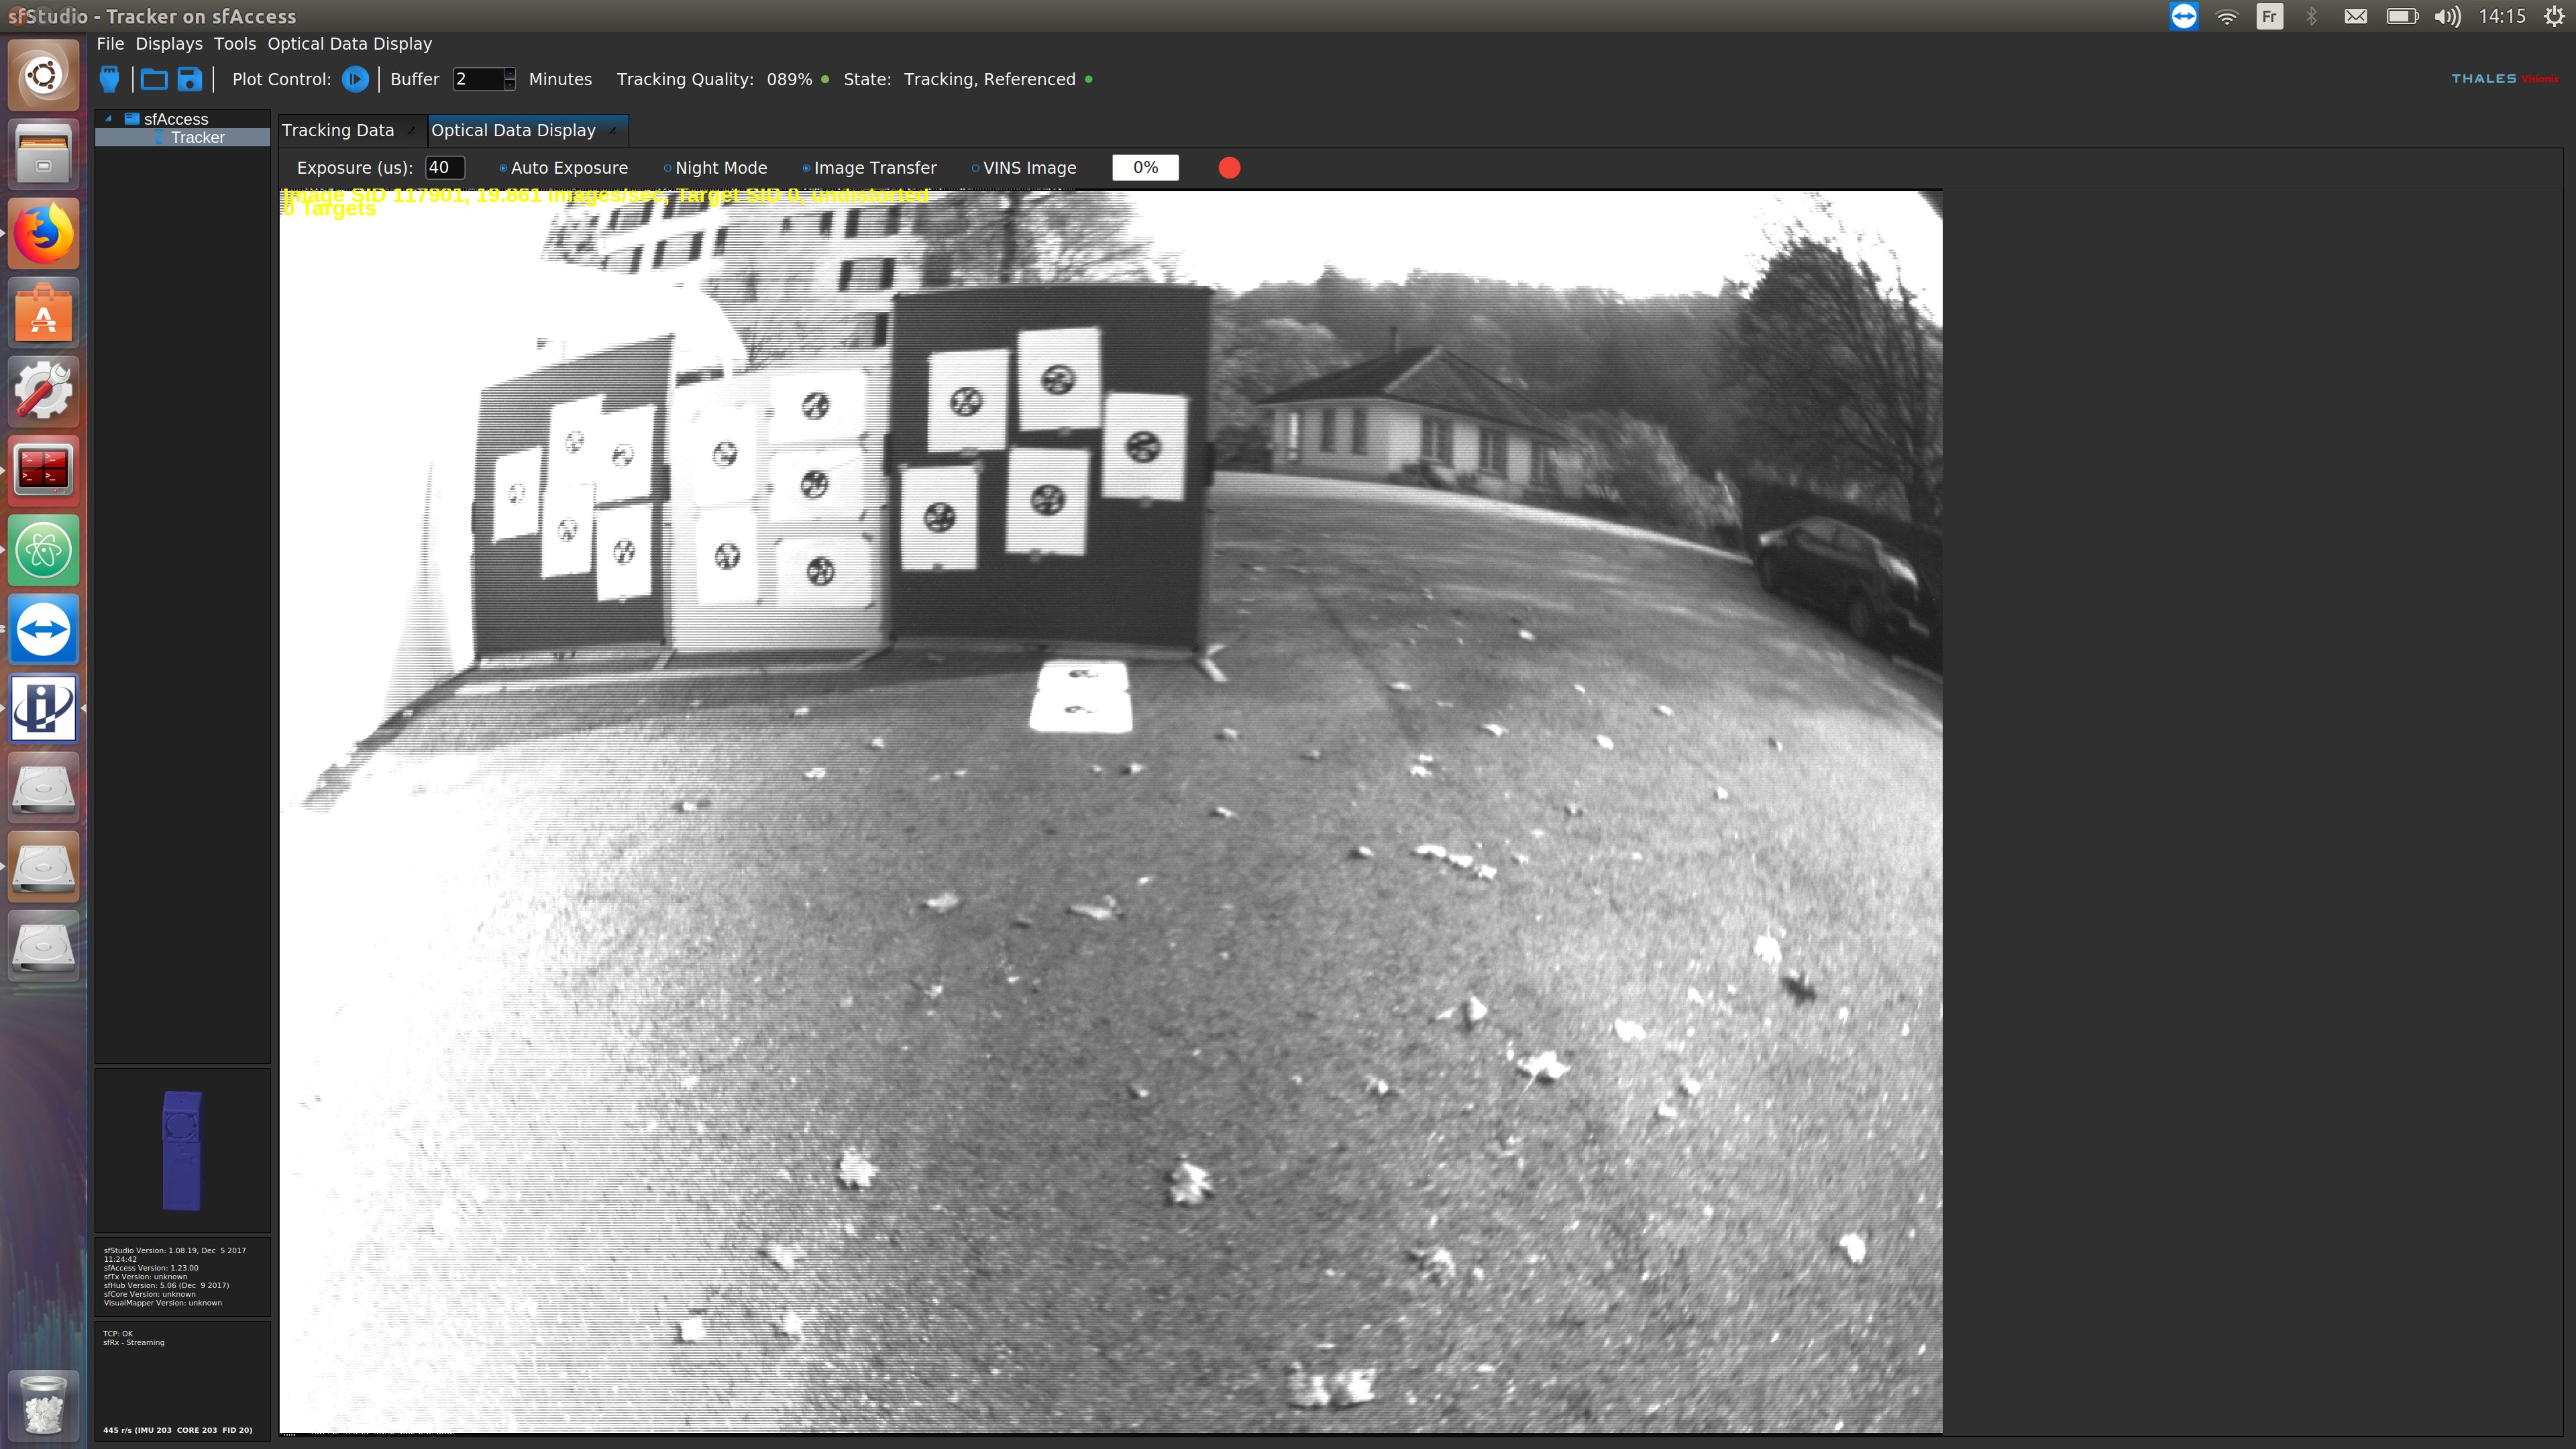 sfStudio - Tracker on sfAccess
Fr
14:15
File Displays Tools Optical Data Display
Plot Control: Buffer 2 Minutes Tracking Quality: 089% State: Tracking, Referenced
THALES Visionix
sfAccess
Tracker
Tracking Data Optical Data Display
Exposure (us): 40 Auto Exposure Night Mode Image Transfer VINS Image 0%
Image SID 117901, 19.861 images/sec, Target SID 0, undistorted
0 Targets
sfStudio Version: 1.08.19, Dec 5 2017
11:24:42
sfAccess Version: 1.23.00
sfTx Version: unknown
sfHub Version: 5.06 (Dec 9 2017)
sfCore Version: unknown
VisualMapper Version: unknown
TCP: OK
sfRx - Streaming
445 r/s (IMU 203 CORE 203 FID 20)